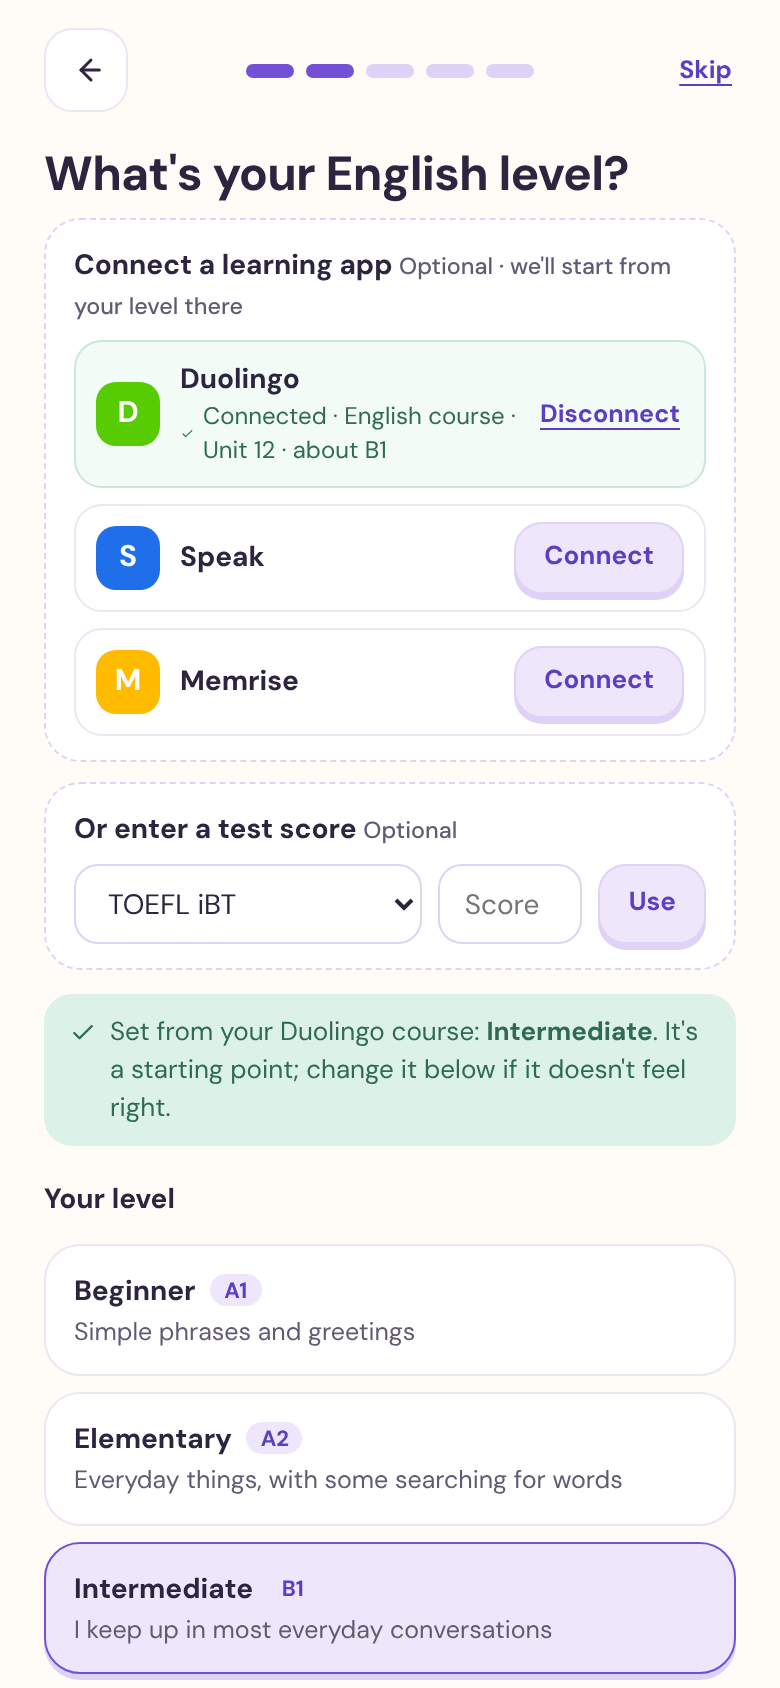 Skip
What's your English level?
Connect a learning app Optional · we'll start from
your level there
D
Duolingo
Connected · English course ·
Unit 12 · about B1
Disconnect
S
Speak
Connect
M
Memrise
Connect
Or enter a test score Optional
TOEFL iBT
Score
Use
Set from your Duolingo course: Intermediate. It's
a starting point; change it below if it doesn't feel
right.
Your level
Beginner A1
Simple phrases and greetings
Elementary A2
Everyday things, with some searching for words
Intermediate B1
I keep up in most everyday conversations